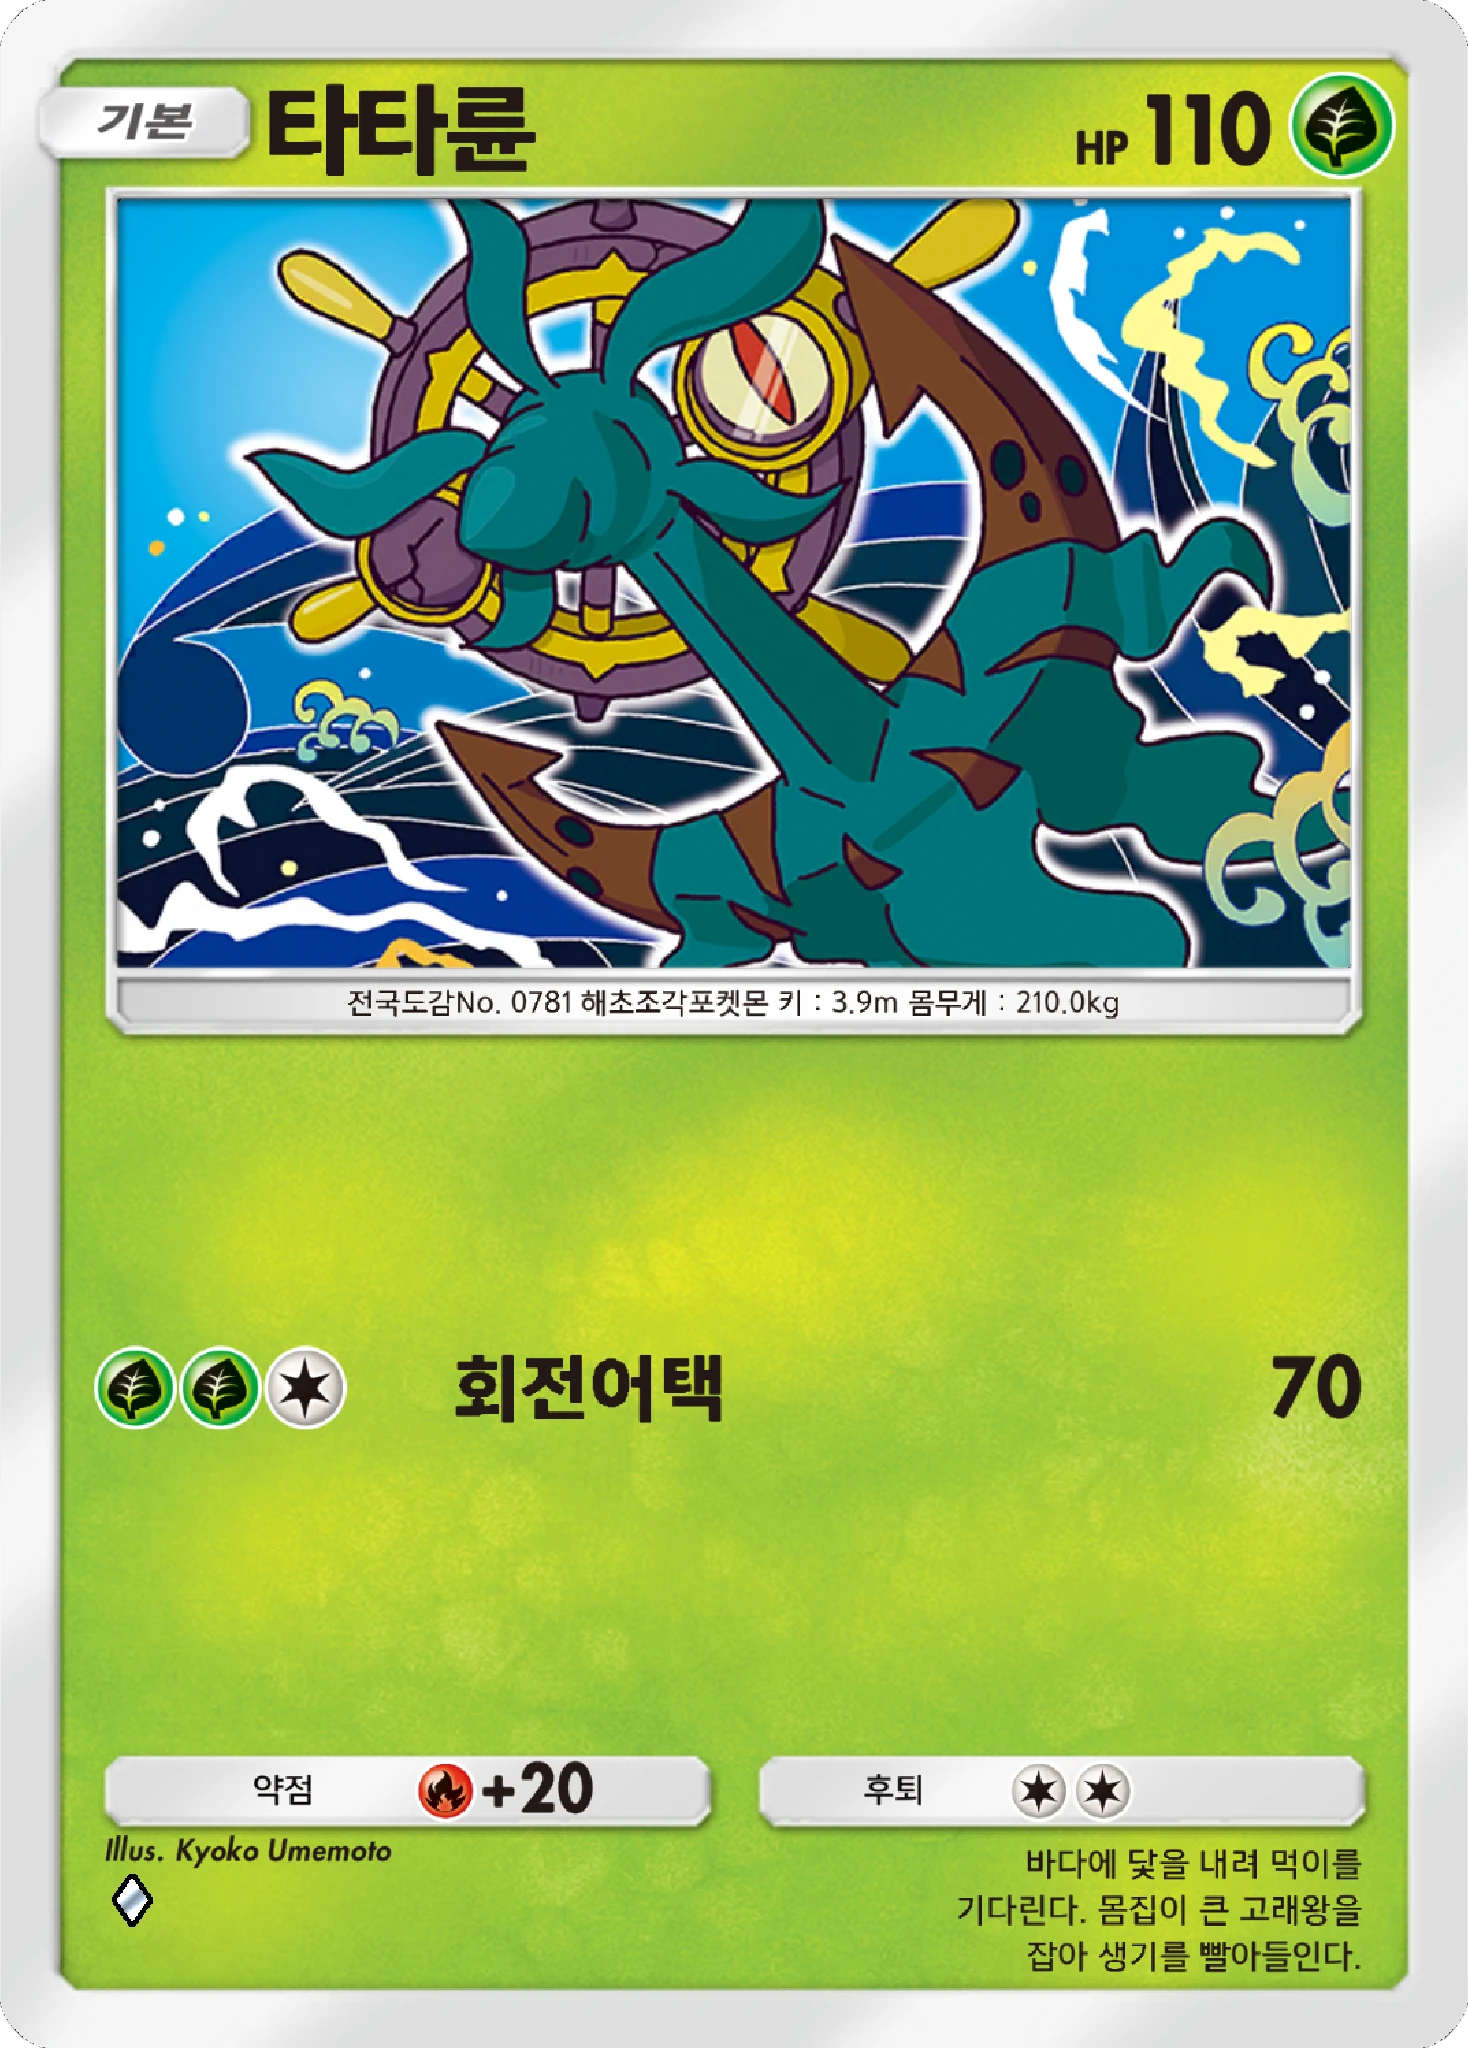 기본 타타륜 HP 110
전국도감No. 0781 해초조각포켓몬 키 : 3.9m 몸무게 : 210.0kg
회전어택 70
약점 +20 후퇴
Illus. Kyoko Umemoto
바다에 닻을 내려 먹이를
기다린다. 몸집이 큰 고래왕을
잡아 생기를 빨아들인다.